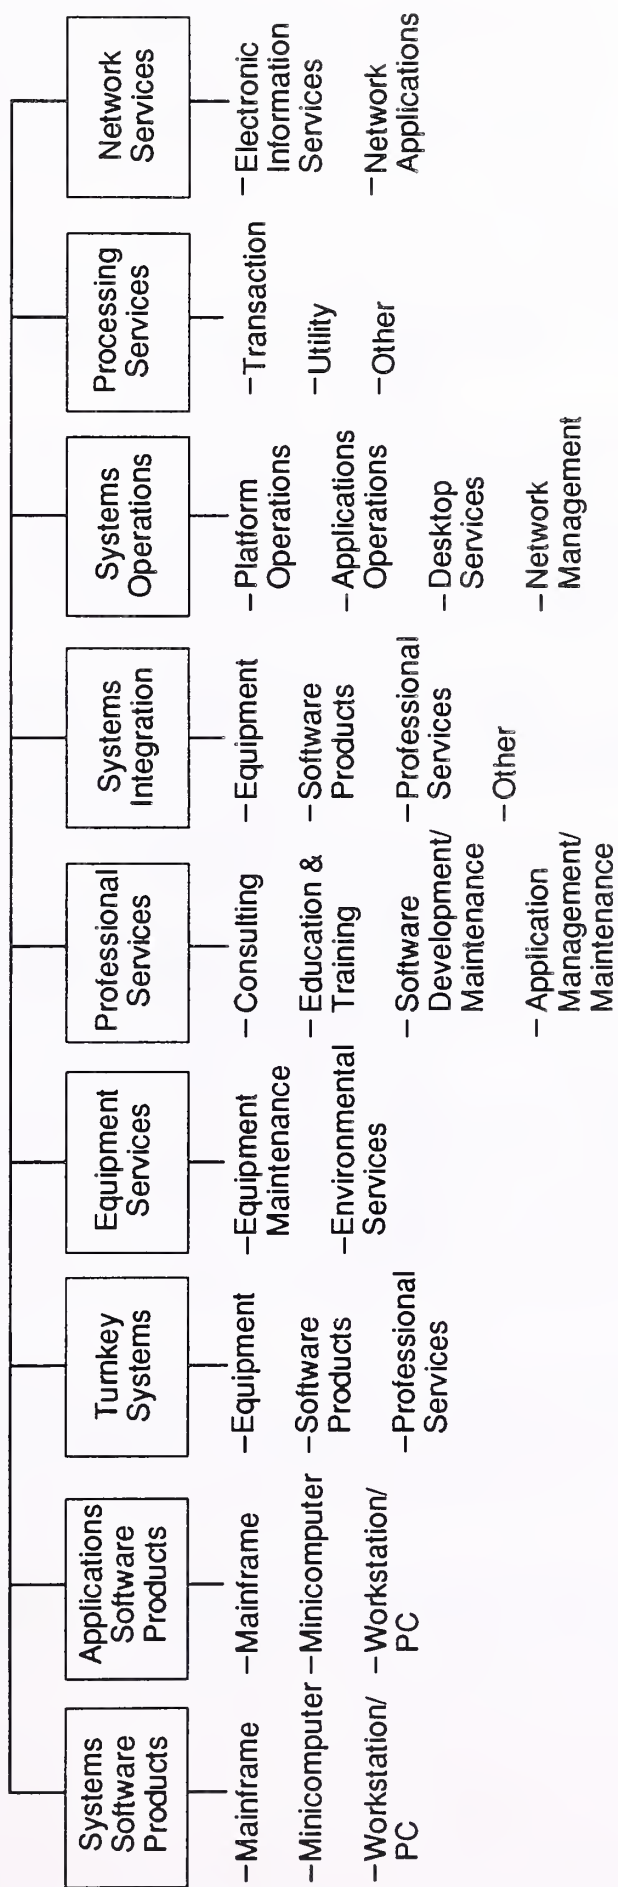 Systems
Software
Products
–Mainframe
–Minicomputer
–Workstation/
PC
Applications
Software
Products
–Mainframe
–Minicomputer
–Workstation/
PC
Turnkey
Systems
–Equipment
–Software
Products
–Professional
Services
Equipment
Services
–Equipment
Maintenance
–Environmental
Services
Professional
Services
–Consulting
–Education &
Training
–Software
Development/
Maintenance
–Application
Management/
Maintenance
Systems
Integration
–Equipment
–Software
Products
–Professional
Services
–Other
Systems
Operations
–Platform
Operations
–Applications
Operations
–Desktop
Services
–Network
Management
Processing
Services
–Transaction
–Utility
–Other
Network
Services
–Electronic
Information
Services
–Network
Applications